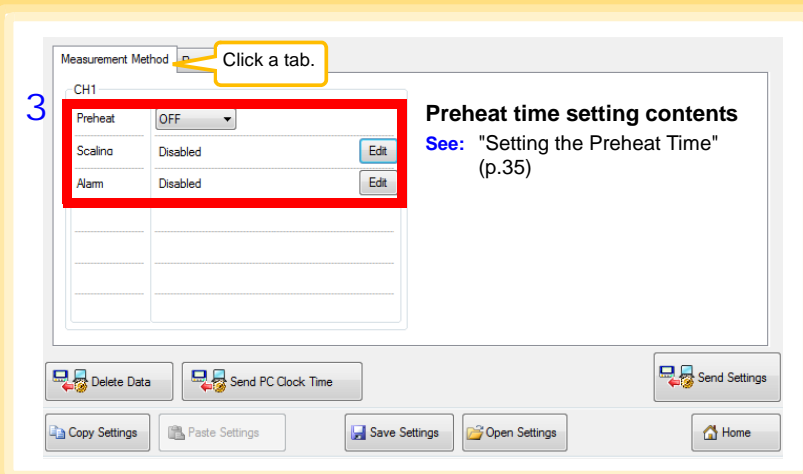 Measurement Method
Click a tab.
CH1
3
Preheat OFF
Scaling Disabled Edit
Alarm Disabled Edit
Preheat time setting contents
See: "Setting the Preheat Time"
(p.35)
Delete Data Send PC Clock Time Send Settings
Copy Settings Paste Settings Save Settings Open Settings Home